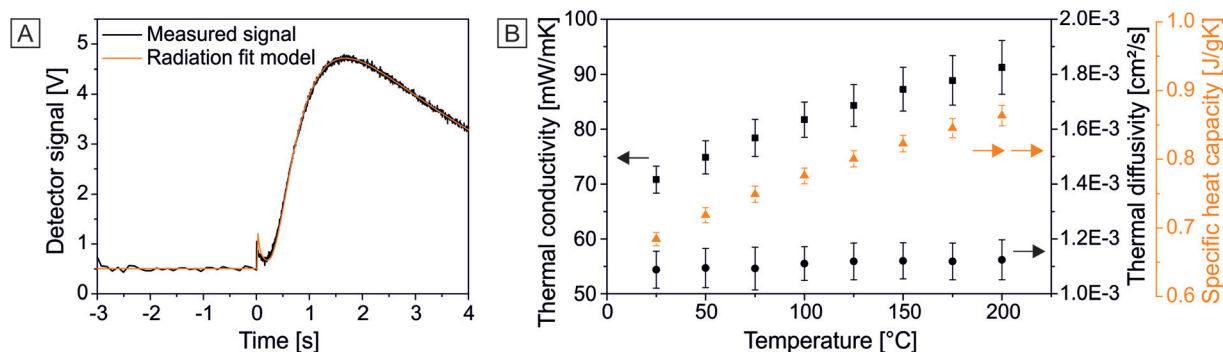 A
Measured signal
Radiation fit model
Detector signal [V]
5
4
3
2
1
0
-3 -2 -1 0 1 2 3 4
Time [s]
B
Thermal conductivity [mW/mK]
100
90
80
70
60
50
0 50 100 150 200
Temperature [°C]
2.0E-3
1.8E-3
1.6E-3
1.4E-3
1.2E-3
1.0E-3
Thermal diffusivity [cm²/s]
1.0
0.9
0.8
0.7
0.6
Specific heat capacity [J/gK]